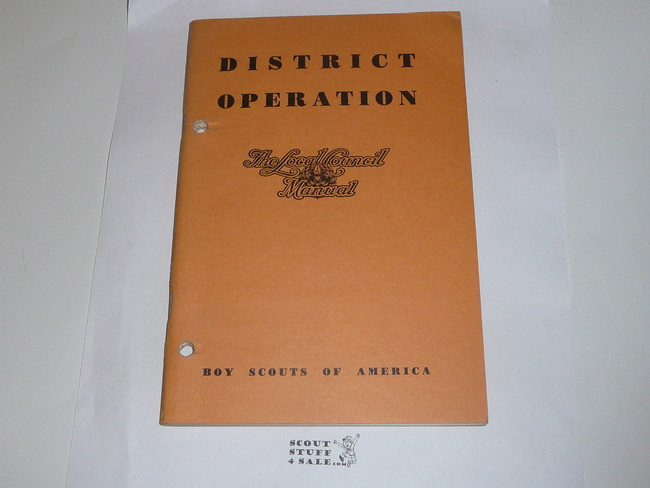 DISTRICT
OPERATION
The Local Council
Manual
BOY SCOUTS OF AMERICA
SCOUT
STUFF
4 SALE.com